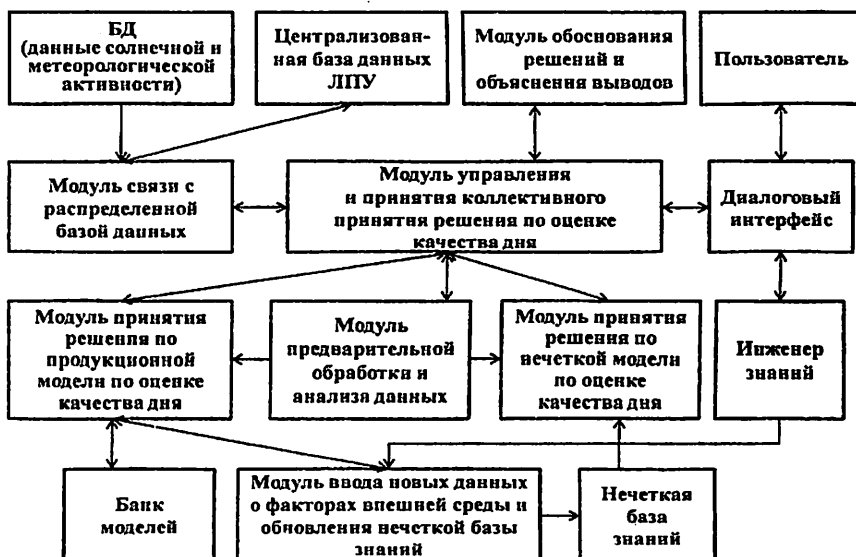 БД
(данные солнечной и
метеорологической
активности)
Централизован-
ная база данных
ЛПУ
Модуль обоснования
решений и
объяснения выводов
Пользователь
Модуль связи с
распределенной
базой данных
Модуль управления
и принятия коллективного
принятия решения по оценке
качества дня
Диалоговый
интерфейс
Модуль принятия
решения по
продукционной
модели по оценке
качества дня
Модуль
предварительной
обработки и
анализа данных
Модуль принятия
решения по
вечеткой модели
по оценке
качества дня
Инженер
знаний
Банк
моделей
Модуль ввода новых данных
о факторах внешней среды и
обновления нечеткой базы
знаний
Нечеткая
база
знаний